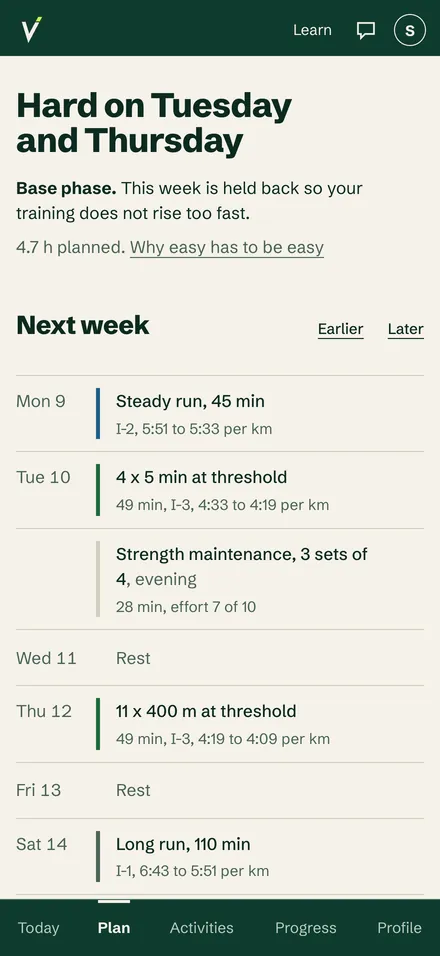 Learn
S
Hard on Tuesday
and Thursday
Base phase. This week is held back so your
training does not rise too fast.
4.7 h planned. Why easy has to be easy
Next week
Earlier
Later
Mon 9
Steady run, 45 min
I-2, 5:51 to 5:33 per km
Tue 10
4 x 5 min at threshold
49 min, I-3, 4:33 to 4:19 per km
Strength maintenance, 3 sets of
4, evening
28 min, effort 7 of 10
Wed 11
Rest
Thu 12
11 x 400 m at threshold
49 min, I-3, 4:19 to 4:09 per km
Fri 13
Rest
Sat 14
Long run, 110 min
I-1, 6:43 to 5:51 per km
Today
Plan
Activities
Progress
Profile